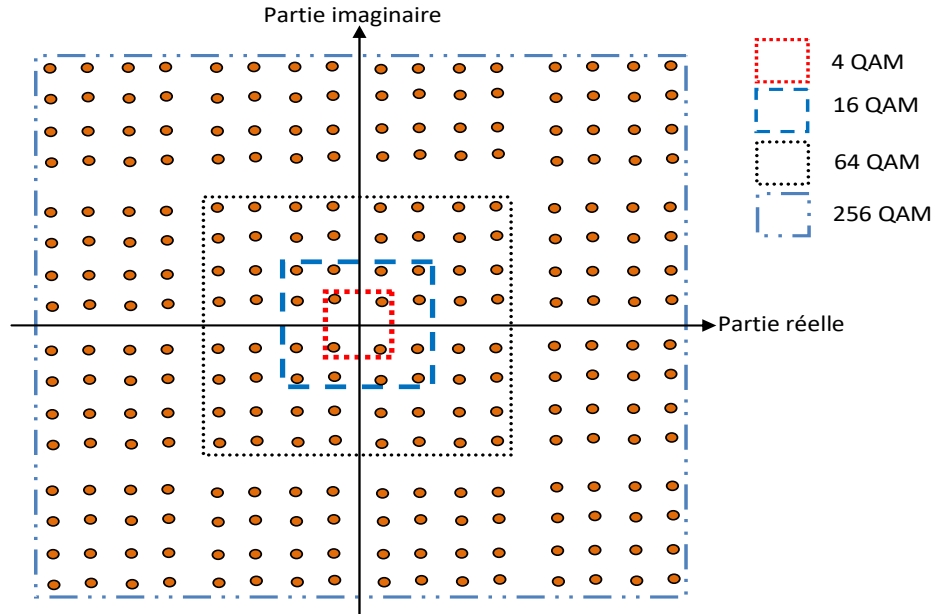 Partie imaginaire
4 QAM
16 QAM
64 QAM
256 QAM
Partie réelle